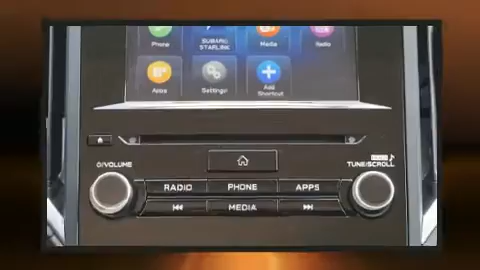 Phone SUBARU STARLINK Media Radio
Apps Settings Add Shortcut
VOLUME TUNE/SCROLL
RADIO PHONE APPS
MEDIA